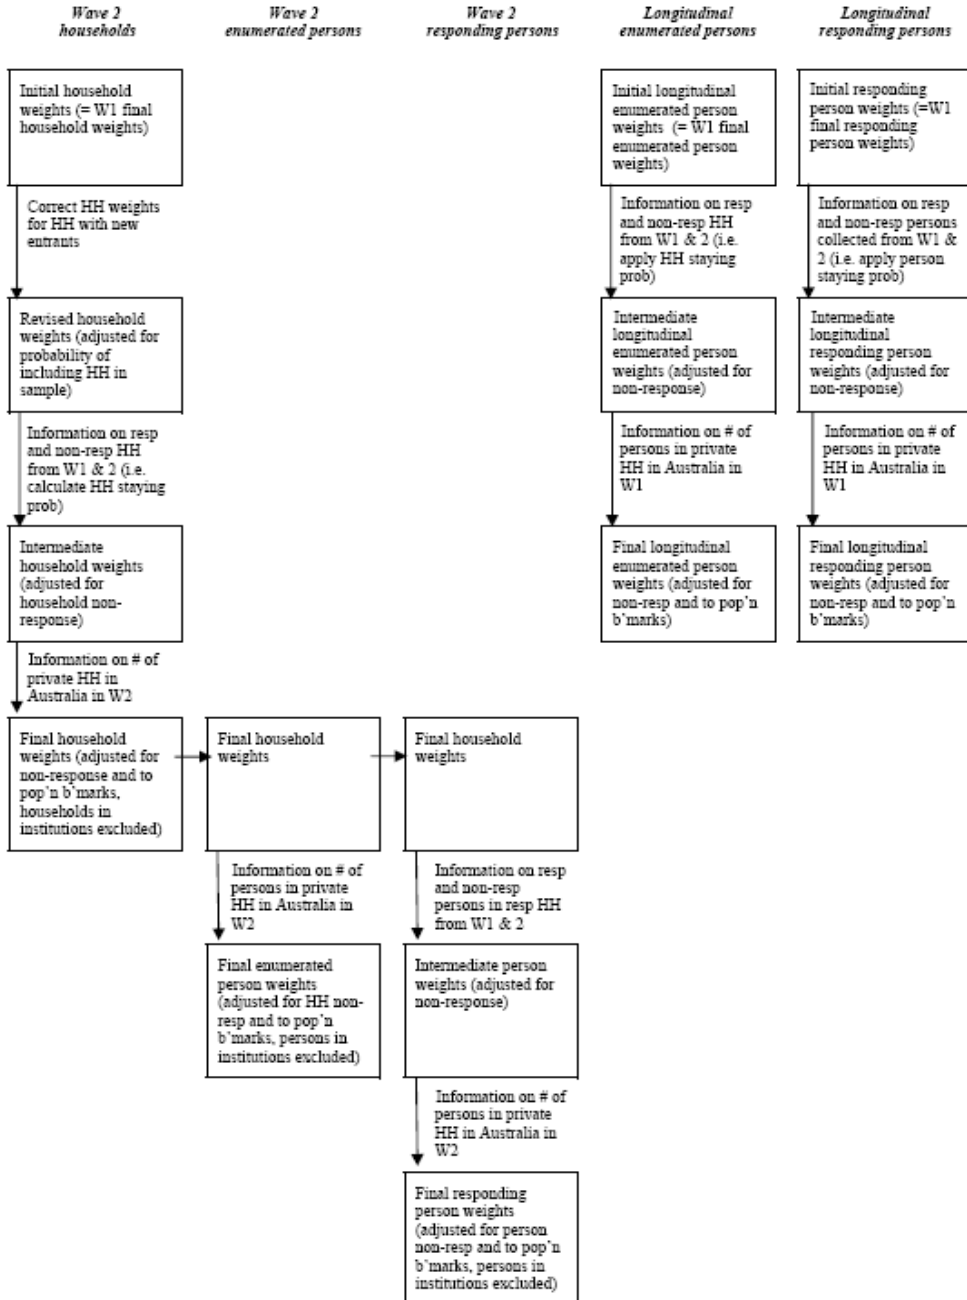 Wave 2
households
Wave 2
enumerated persons
Wave 2
responding persons
Longitudinal
enumerated persons
Longitudinal
responding persons
Initial household
weights (= W1 final
household weights)
Correct HH weights
for HH with new
entrants
Revised household
weights (adjusted for
probability of
including HH in
sample)
Information on resp
and non-resp HH
from W1 & 2 (i.e.
calculate HH staying
prob)
Intermediate
household weights
(adjusted for
household non-
response)
Information on # of
private HH in
Australia in W2
Final household
weights (adjusted for
non-response and to
pop'n b'marks,
households in
institutions excluded)
Final household
weights
Information on # of
persons in private
HH in Australia in
W2
Final enumerated
person weights
(adjusted for HH non-
resp and to pop'n
b'marks, persons in
institutions excluded)
Final household
weights
Information on resp
and non-resp
persons in resp HH
from W1 & 2
Intermediate person
weights (adjusted for
non-response)
Information on # of
persons in private
HH in Australia in
W2
Final responding
person weights
(adjusted for person
non-resp and to pop'n
b'marks, persons in
institutions excluded)
Initial longitudinal
enumerated person
weights (= W1 final
enumerated person
weights)
Information on resp
and non-resp HH
from W1 & 2 (i.e.
apply HH staying
prob)
Intermediate
longitudinal
enumerated person
weights (adjusted for
non-response)
Information on # of
persons in private
HH in Australia in
W1
Final longitudinal
enumerated person
weights (adjusted for
non-resp and to pop'n
b'marks)
Initial responding
person weights (=W1
final responding
person weights)
Information on resp
and non-resp persons
collected from W1 &
2 (i.e. apply person
staying prob)
Intermediate
longitudinal
responding person
weights (adjusted for
non-response)
Information on # of
persons in private
HH in Australia in
W1
Final longitudinal
responding person
weights (adjusted for
non-resp and to pop'n
b'marks)